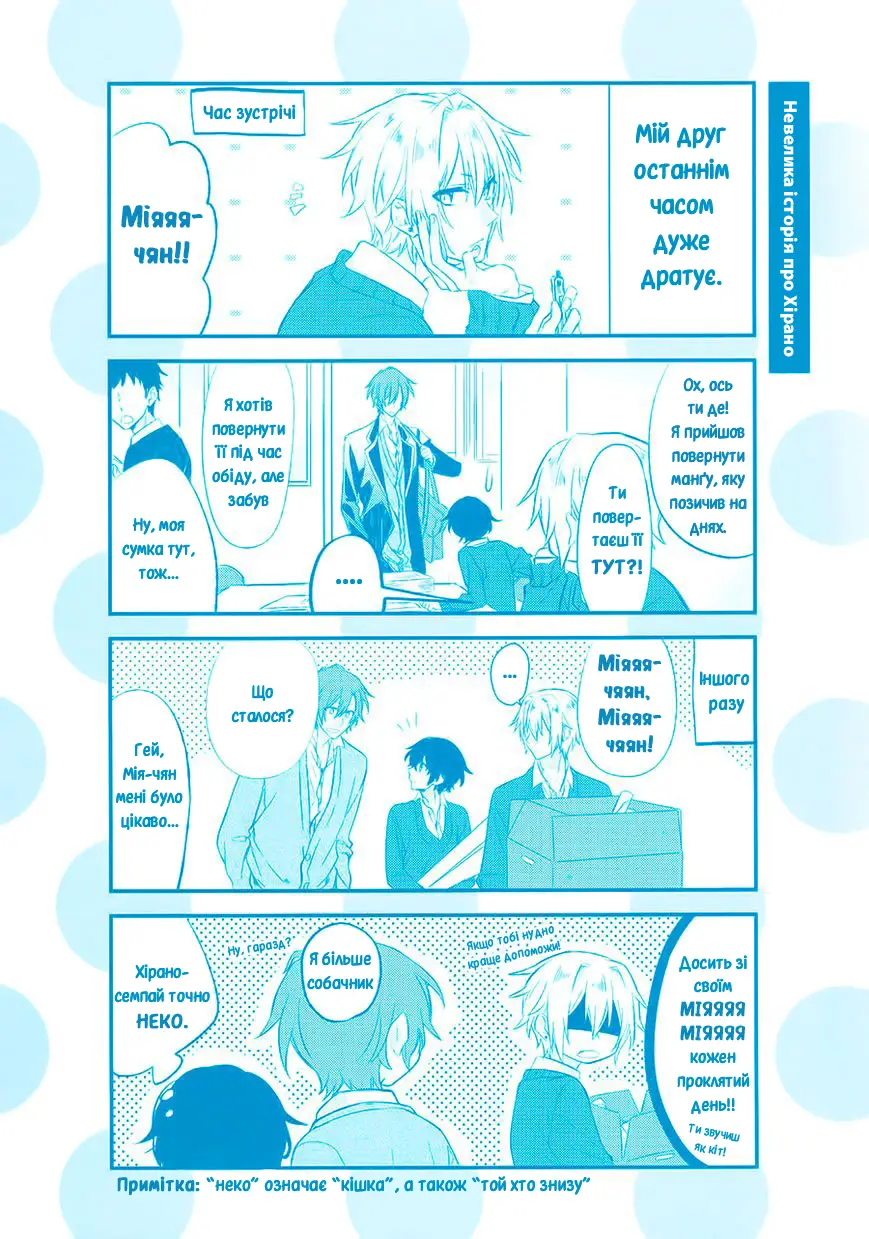 Невелика історія про Хірано
Мій друг
останнім
часом
дуже
дратує.
Час зустрічі
Міяяя-
чян!!
Ох, ось
ти де!
Я прийшов
повернути
манґу, яку
позичив на
днях.
Ти
повер-
таєш її
ТУТ?!
Я хотів
повернути
її під час
обіду, але
забув
....
Ну, моя
сумка тут,
тож...
Іншого
разу
Міяяя-
чяян,
Міяяя-
чяян!
...
Що
сталося?
Гей,
Мія-чян
мені було
цікаво...
Досить зі
своїм
МІЯЯЯЯ
МІЯЯЯЯ
кожен
проклятий
день!!
Ти звучиш
як кіт!
Якщо тобі нудно
краще допоможи!
Я більше
собачник
Ну, гаразд?
Хірано-
семпай точно
НЕКО.
Примітка: “неко” означає “кішка”, а також “той хто знизу”